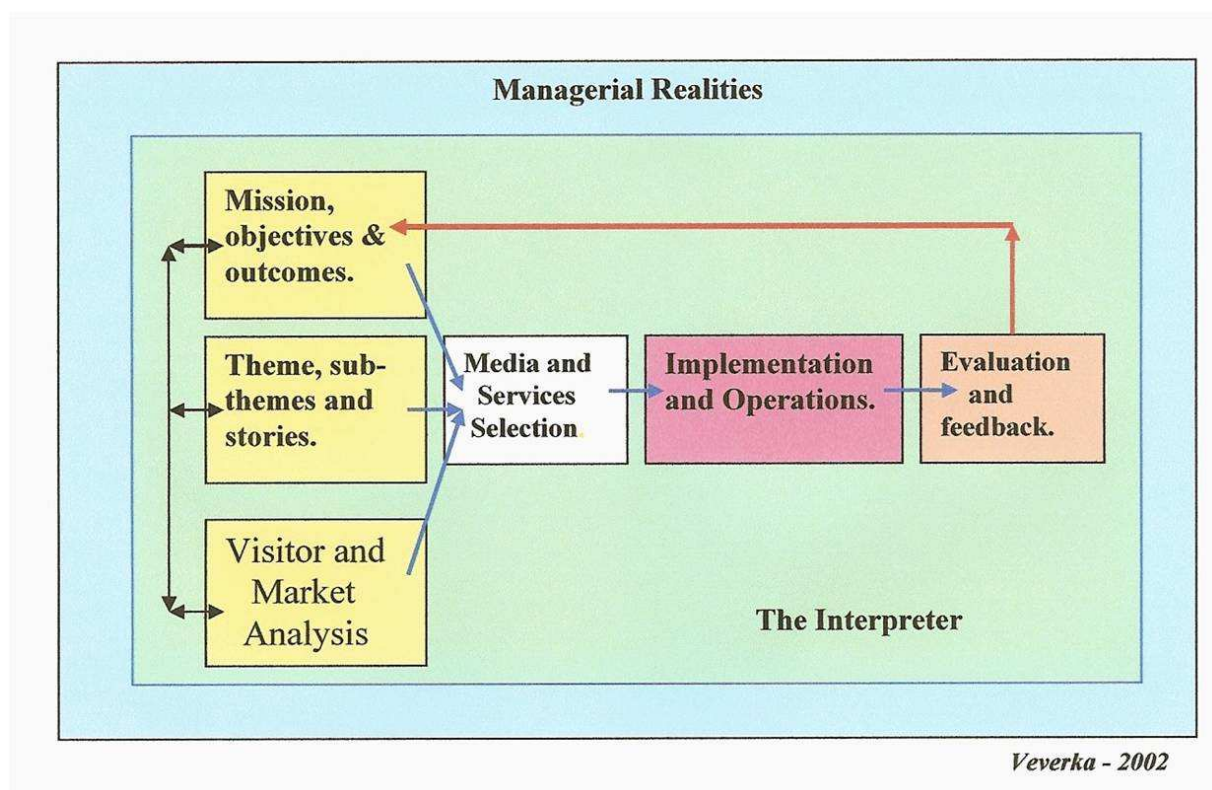 Managerial Realities
Mission,
objectives &
outcomes.
Theme, sub-
themes and
stories.
Visitor and
Market
Analysis
Media and
Services
Selection.
Implementation
and Operations.
Evaluation
and
feedback.
The Interpreter
Veverka - 2002